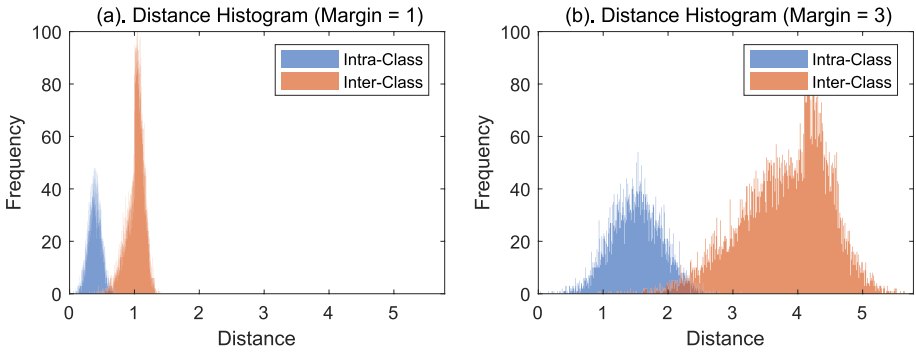 (a). Distance Histogram (Margin = 1)
Frequency
100
80
60
40
20
0
Intra-Class
Inter-Class
0 1 2 3 4 5
Distance
(b). Distance Histogram (Margin = 3)
Frequency
100
80
60
40
20
0
Intra-Class
Inter-Class
0 1 2 3 4 5
Distance